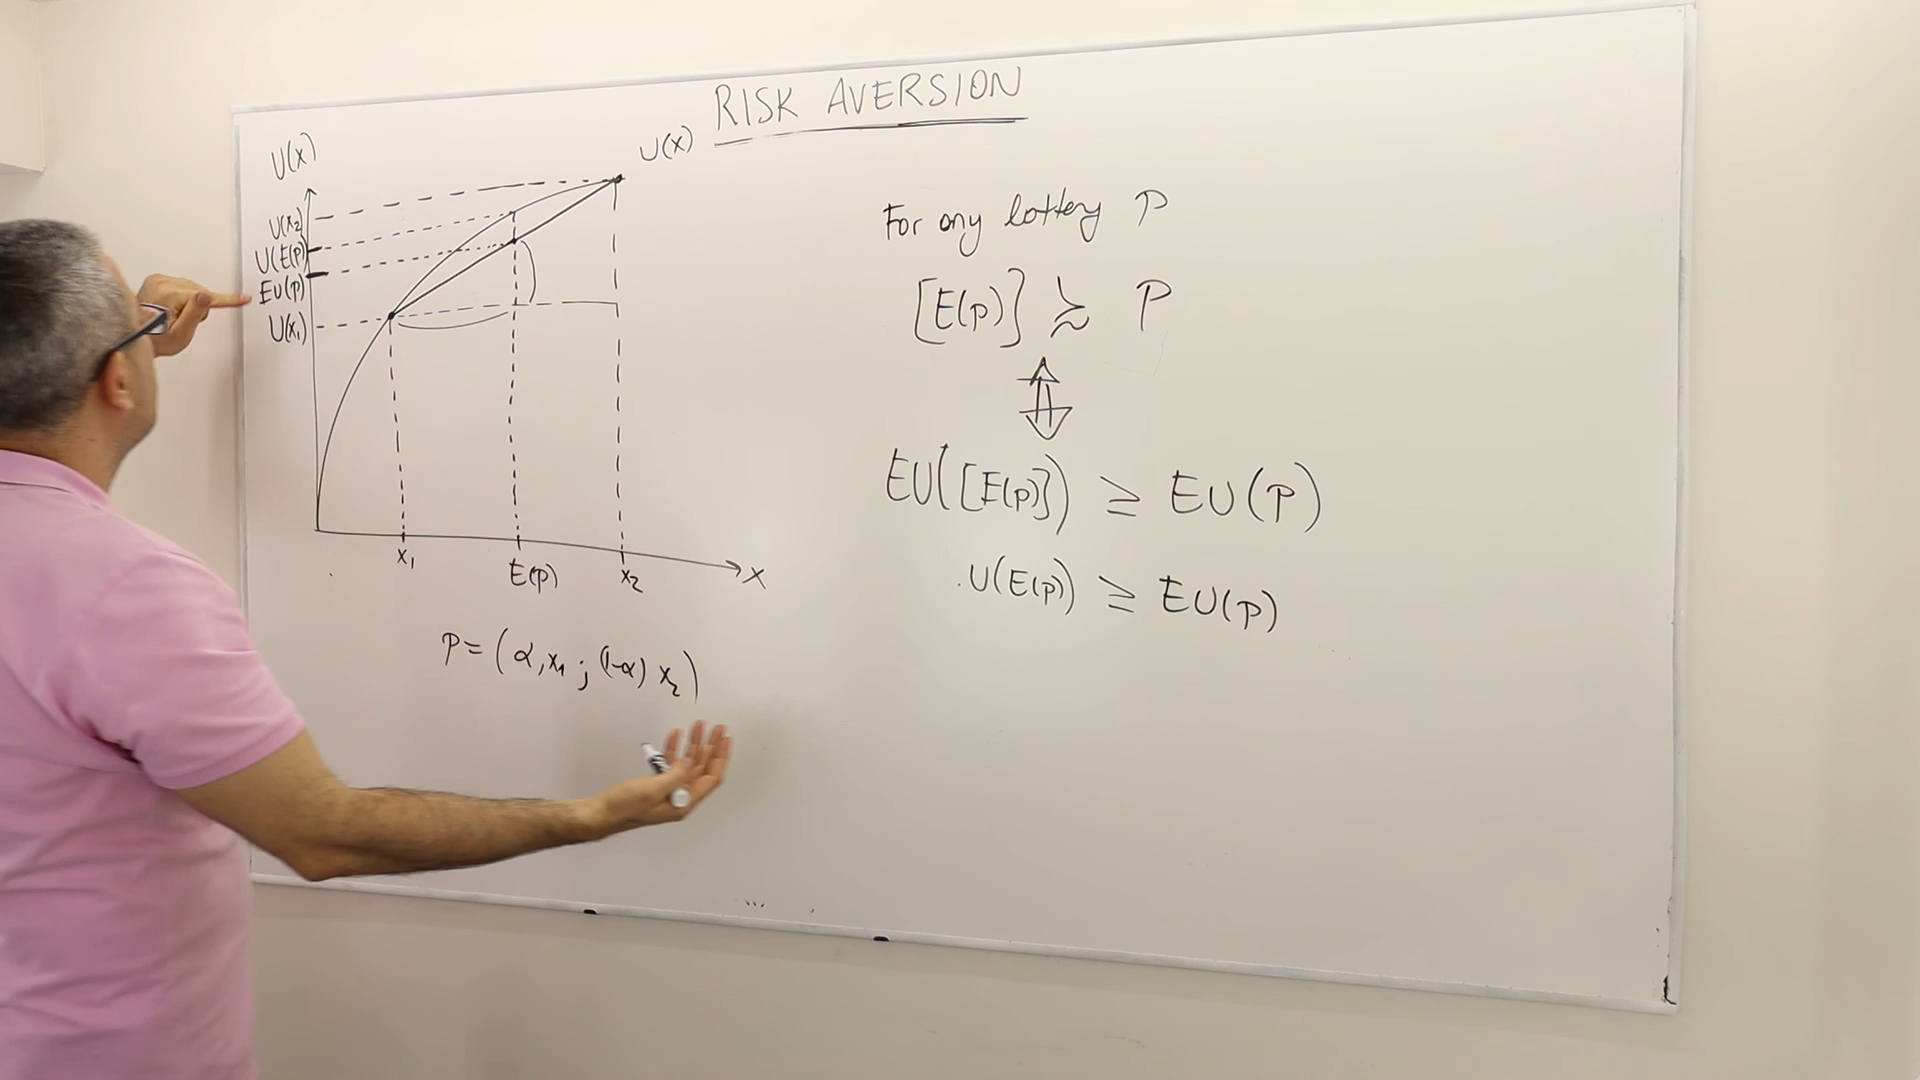 RISK AVERSION
U(x)
U(x)
U(x₂)
U(E(p))
EU(p)
U(x₁)
x₁
E(p)
x₂
x
p = (α, x₁ ; (1-α) x₂)
For any lottery P
[E(p)] ≿ P
⇕
EU([E(p)]) ≥ EU(P)
U(E(p)) ≥ EU(P)